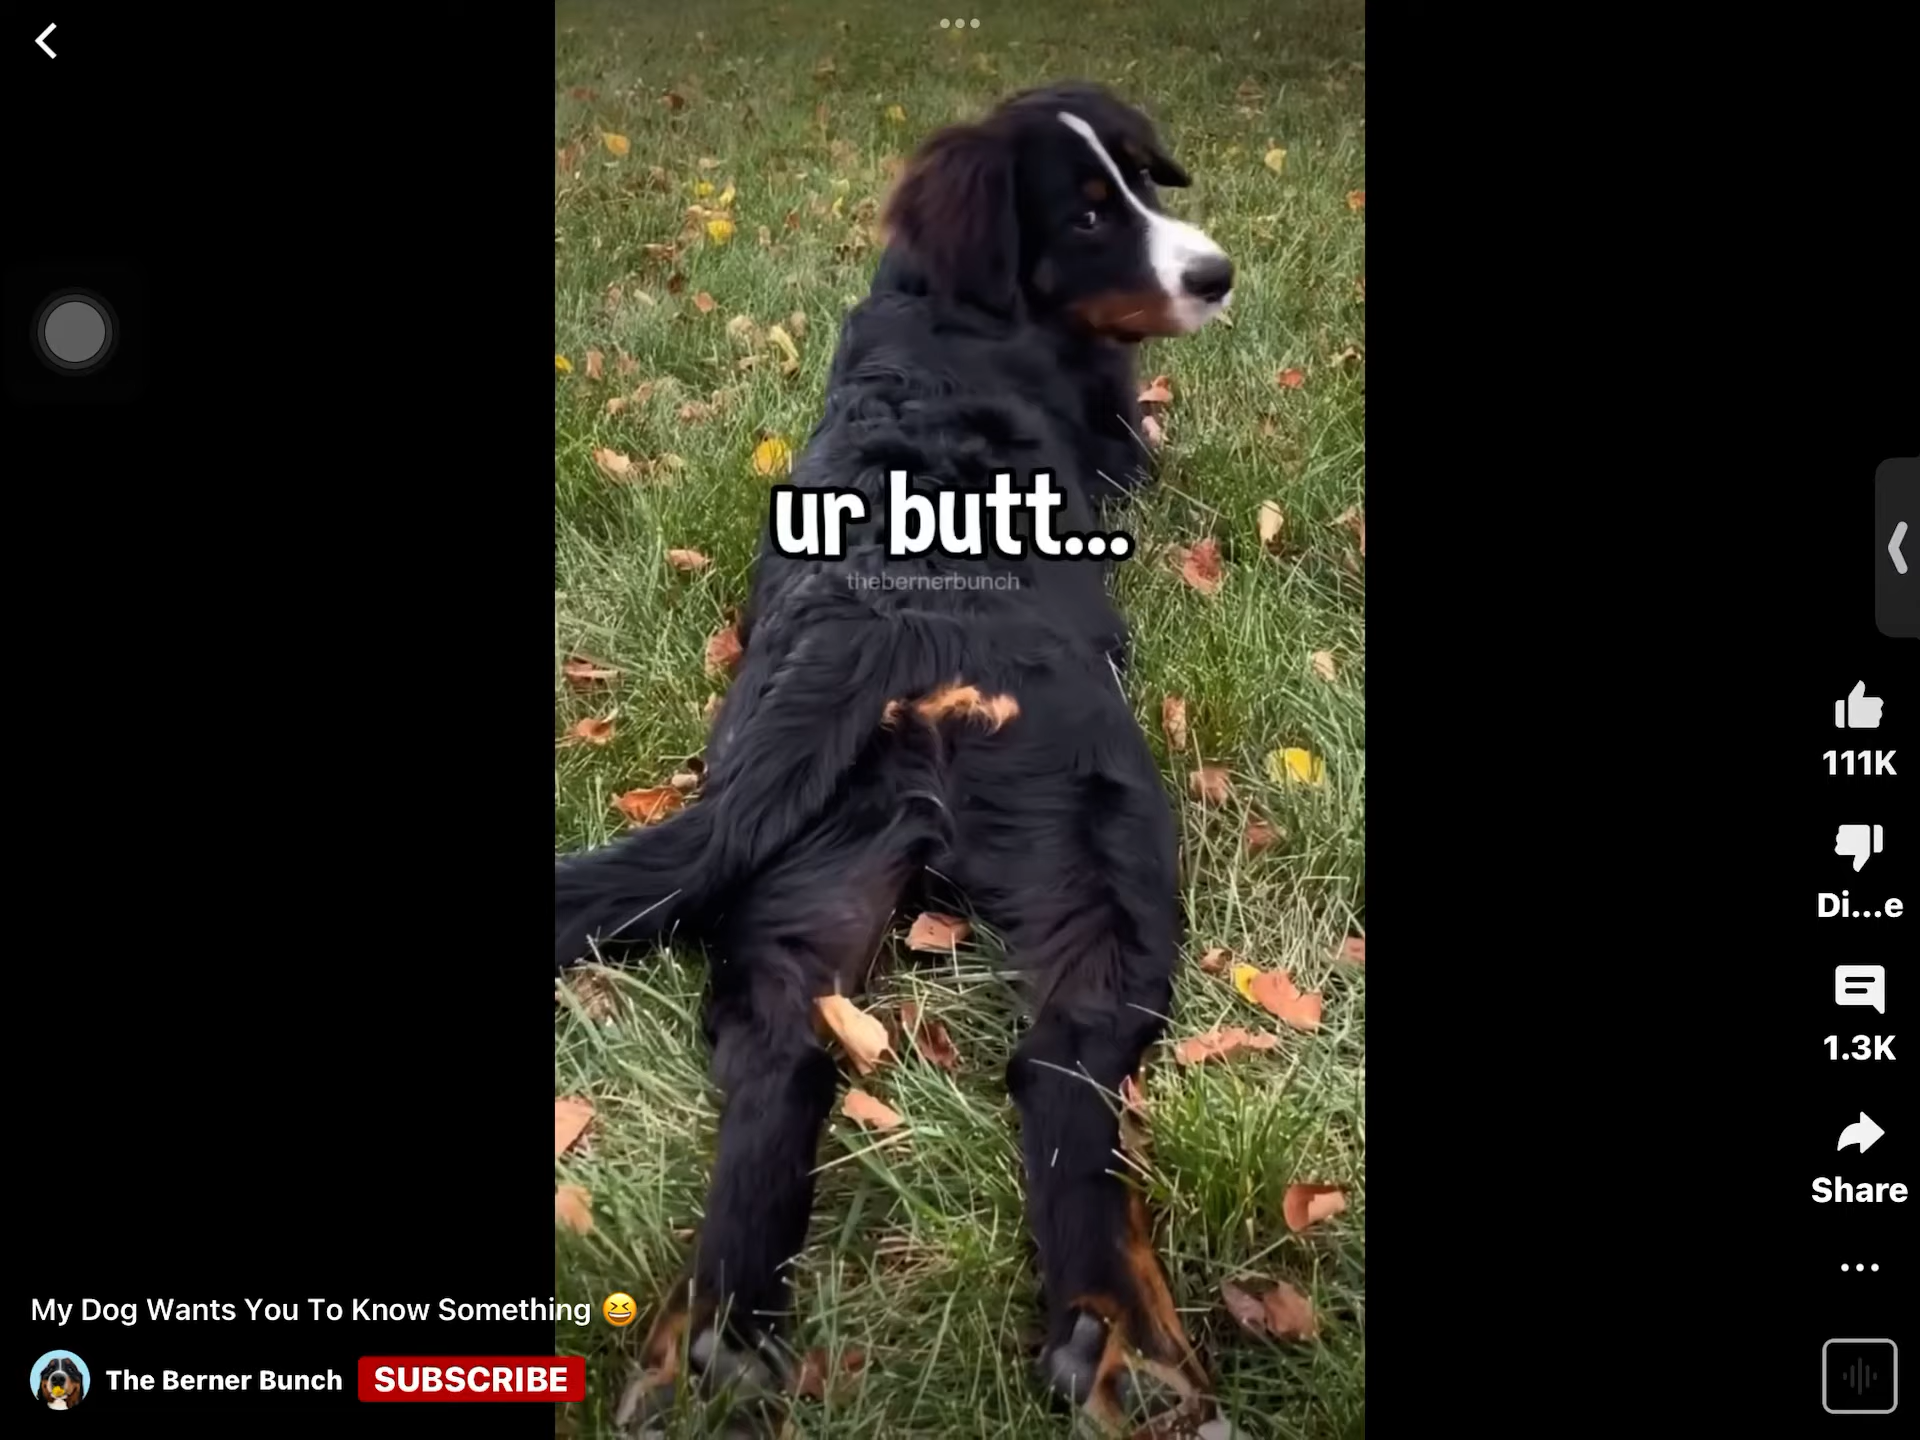 ur butt...
thebernerbunch
111K
Di...e
1.3K
Share
My Dog Wants You To Know Something 😆
The Berner Bunch SUBSCRIBE